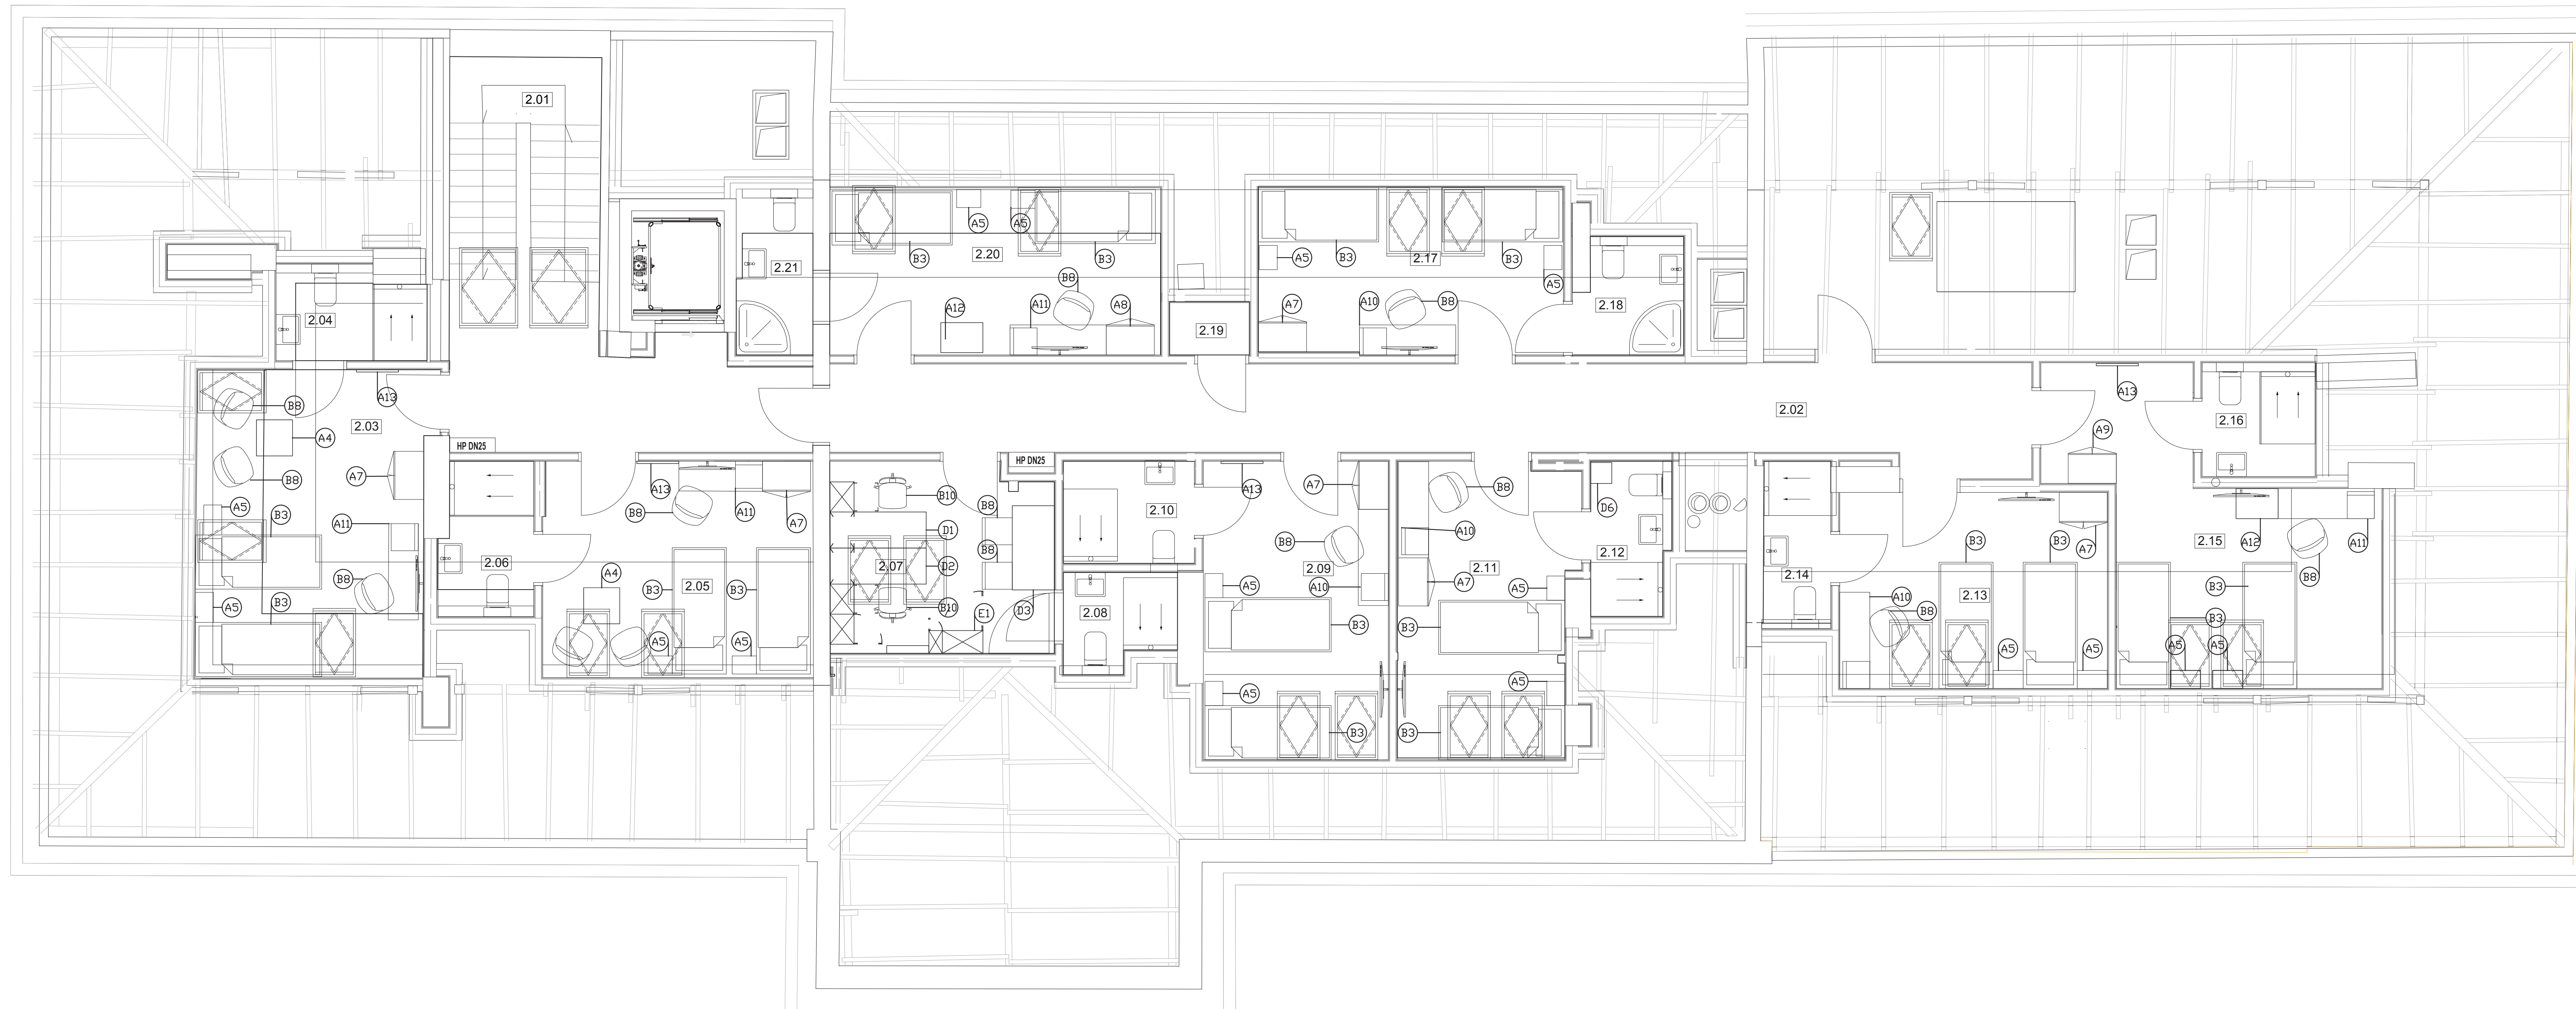 2.01
2.21
A5
A5
B3
2.20
B3
B8
A12
A11
A8
2.19
A5
B3
2.17
B3
A5
A7
A10
B8
2.18
2.04
A13
B8
2.03
A4
A7
B8
HP DN25
A5
B3
A11
B8
A5
B3
2.06
A13
B8
A11
A7
A4
B3
2.05
B3
A5
A5
HP DN25
B10
B8
D1
B8
2.07
D2
B10
E1
D3
2.10
2.08
A13
A7
B8
2.09
A10
A5
B3
A5
B3
B8
A10
2.11
A7
A5
B3
A5
B3
D6
2.12
2.02
A13
A9
2.16
2.14
A10
B8
B3
2.13
B3
A7
A5
A5
2.15
A12
B8
A11
B3
B3
A5
A5